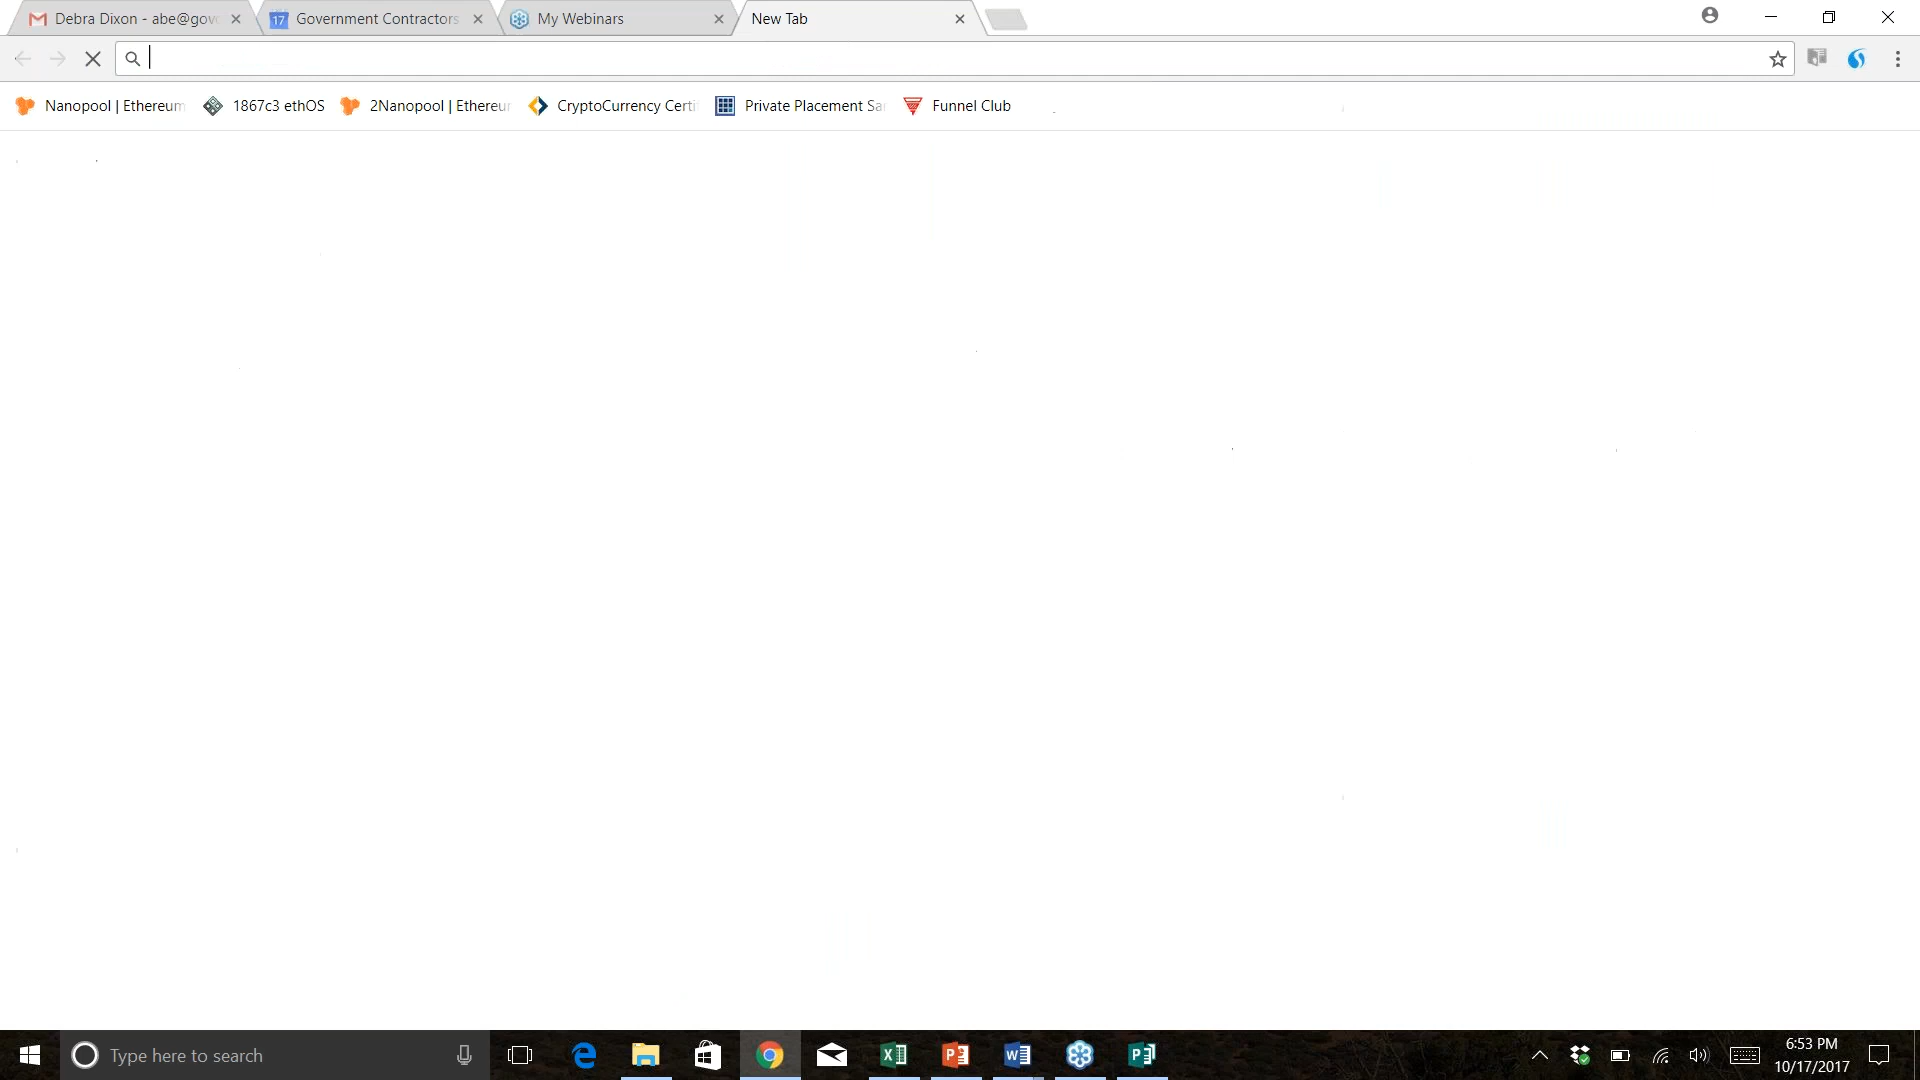 Debra Dixon - abe@gov
Government Contractors
My Webinars
New Tab
Nanopool | Ethereum
1867c3 ethOS
2Nanopool | Ethereu
CryptoCurrency Certi
Private Placement Sa
Funnel Club
Type here to search
6:53 PM
10/17/2017